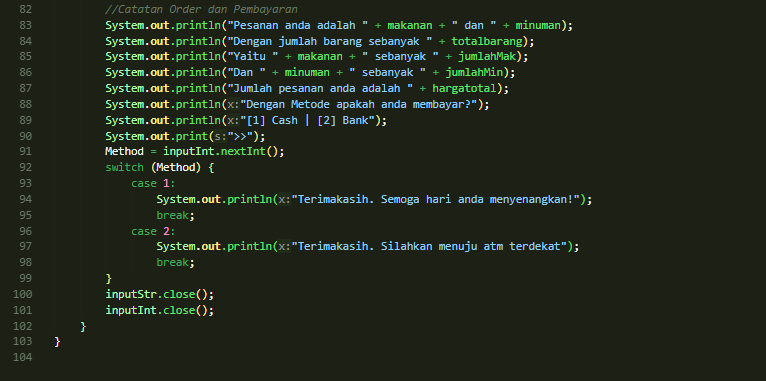 82 //Catatan Order dan Pembayaran
83 System.out.println("Pesanan anda adalah " + makanan + " dan " + minuman);
84 System.out.println("Dengan jumlah barang sebanyak " + totalbarang);
85 System.out.println("Yaitu " + makanan + " sebanyak " + jumlahMak);
86 System.out.println("Dan " + minuman + " sebanyak " + jumlahMin);
87 System.out.println("Jumlah pesanan anda adalah " + hargatotal);
88 System.out.println(x:"Dengan Metode apakah anda membayar?");
89 System.out.println(x:"[1] Cash | [2] Bank");
90 System.out.print(s:">>");
91 Method = inputInt.nextInt();
92 switch (Method) {
93 case 1:
94 System.out.println(x:"Terimakasih. Semoga hari anda menyenangkan!");
95 break;
96 case 2:
97 System.out.println(x:"Terimakasih. Silahkan menuju atm terdekat");
98 break;
99 }
100 inputStr.close();
101 inputInt.close();
102 }
103 }
104